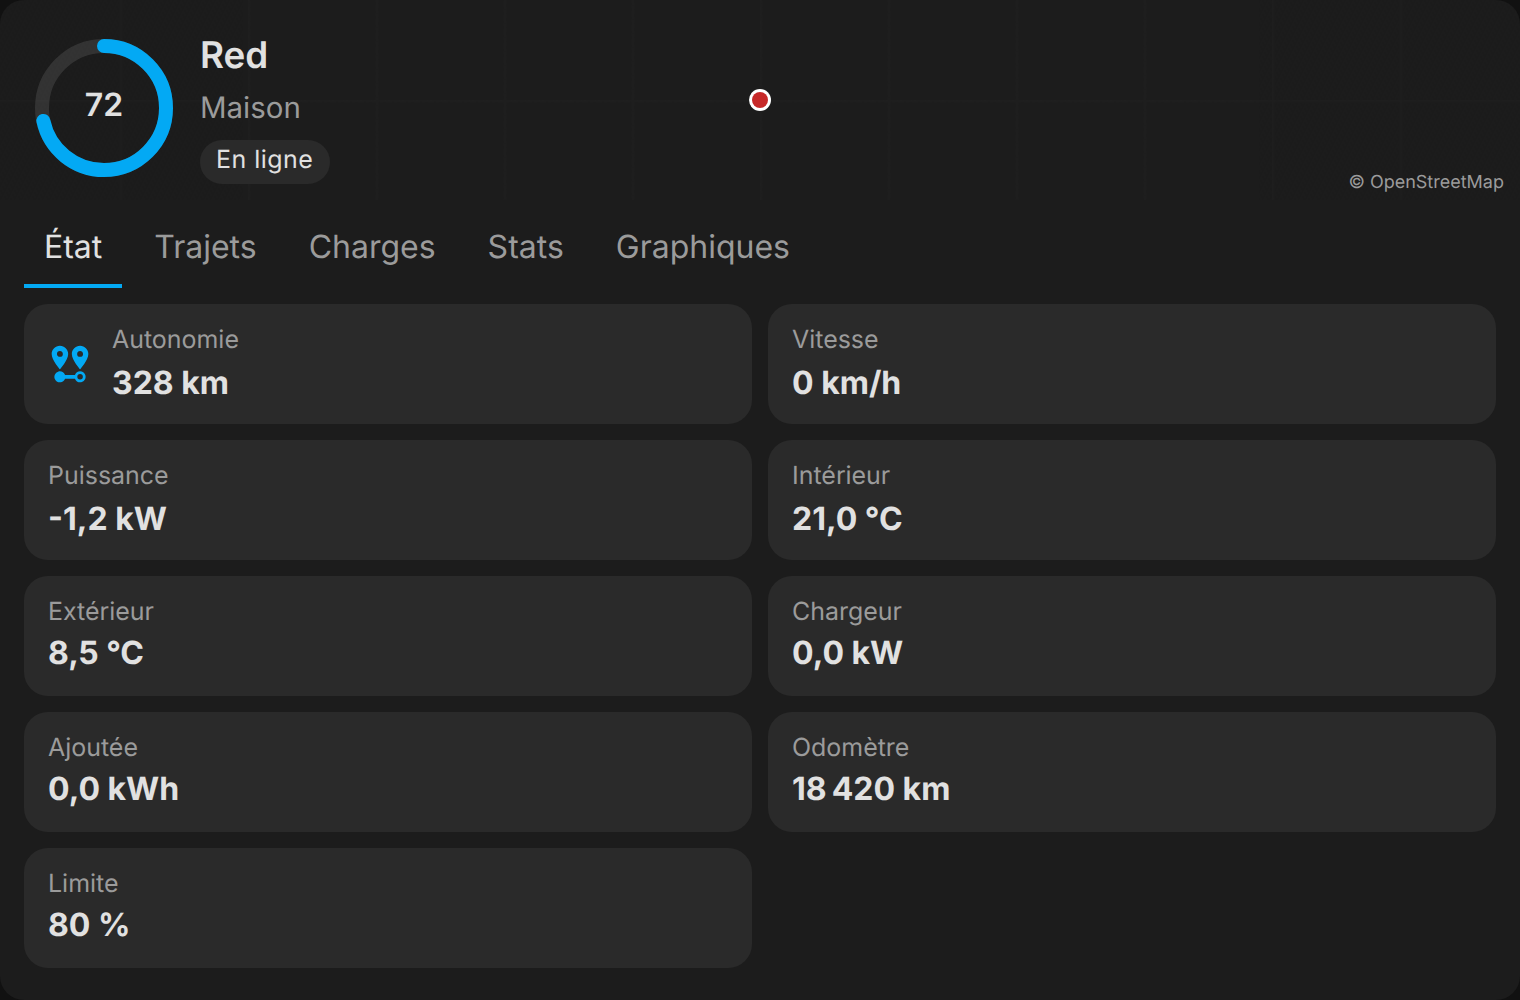 72
Red
Maison
En ligne
© OpenStreetMap
État
Trajets
Charges
Stats
Graphiques
Autonomie
328 km
Vitesse
0 km/h
Puissance
-1,2 kW
Intérieur
21,0 °C
Extérieur
8,5 °C
Chargeur
0,0 kW
Ajoutée
0,0 kWh
Odomètre
18 420 km
Limite
80 %